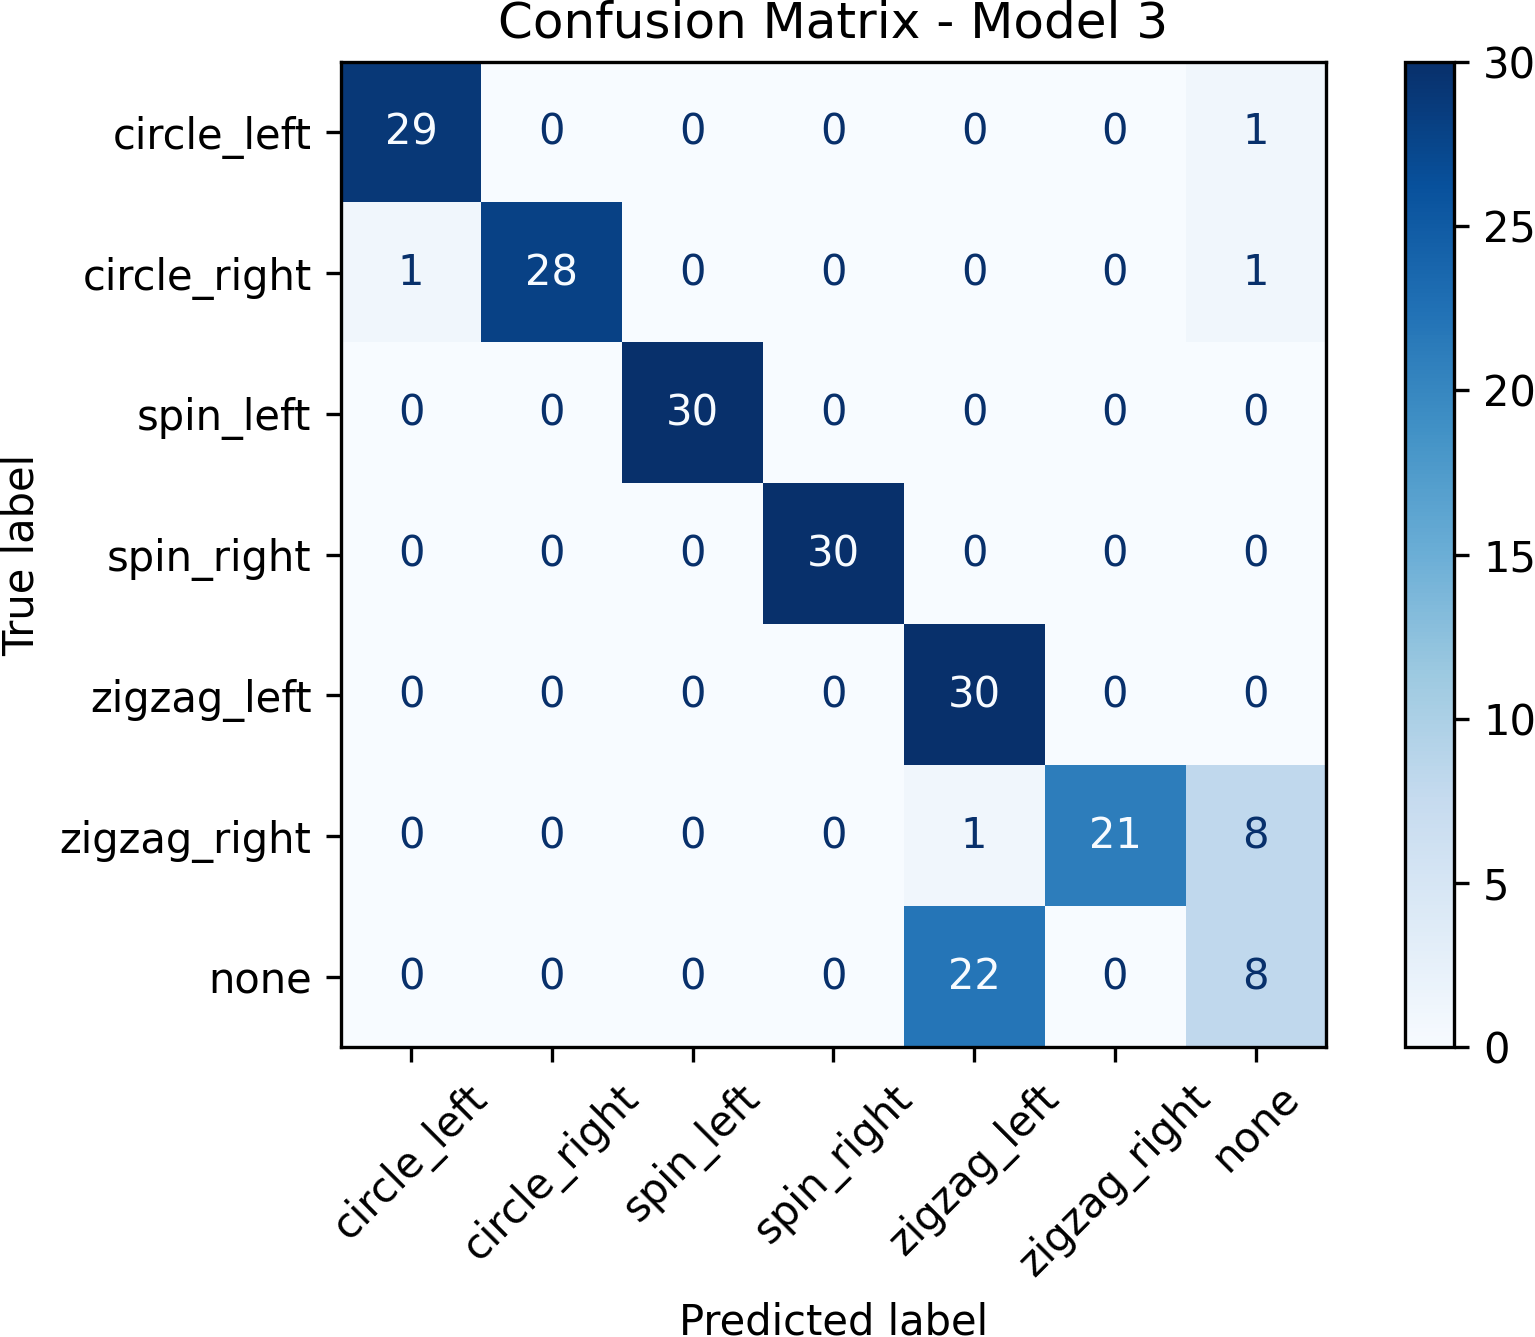 Confusion Matrix - Model 3
circle_left 29 0 0 0 0 0 1
circle_right 1 28 0 0 0 0 1
spin_left 0 0 30 0 0 0 0
spin_right 0 0 0 30 0 0 0
zigzag_left 0 0 0 0 30 0 0
zigzag_right 0 0 0 0 1 21 8
none 0 0 0 0 22 0 8
True label
circle_left circle_right spin_left spin_right zigzag_left zigzag_right none
Predicted label
30
25
20
15
10
5
0